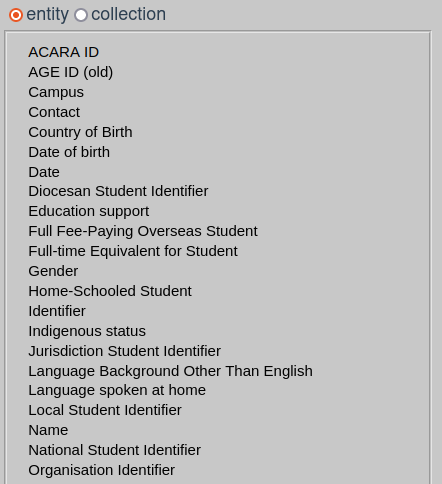 entity collection
ACARA ID
AGE ID (old)
Campus
Contact
Country of Birth
Date of birth
Date
Diocesan Student Identifier
Education support
Full Fee-Paying Overseas Student
Full-time Equivalent for Student
Gender
Home-Schooled Student
Identifier
Indigenous status
Jurisdiction Student Identifier
Language Background Other Than English
Language spoken at home
Local Student Identifier
Name
National Student Identifier
Organisation Identifier